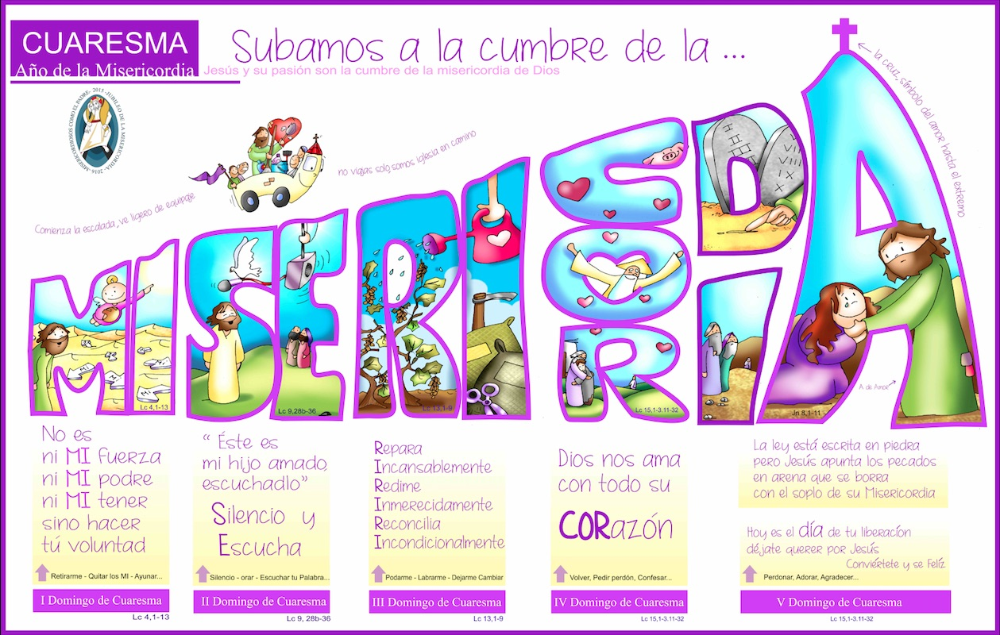 CUARESMA
Año de la Misericordia
Subamos a la cumbre de la ...
Jesús y su pasión son la cumbre de la misericordia de Dios
MISERICORDIOSOS COMO EL PADRE· 2015 -JUBILEO DE LA MISERICORDIA- 2016
Comienza la escalada, ve ligero de equipaje
no viajas solo, somos iglesia en camino
la cruz, símbolo del amor hasta el extremo
MISERICORDIA
VI
VII
VIII
IX
X
Lc 4,1-13
Lc 9,28b-36
Lc 13,1-9
Lc 15,1-3.11-32
A de Amor
Jn 8,1-11
No es
ni MI fuerza
ni MI podre
ni MI tener
sino hacer
tú voluntad
Retirarme - Quitar los MI - Ayunar...
I Domingo de Cuaresma
Lc 4,1-13
“ Éste es
mi hijo amado,
escuchadlo”
Silencio y
Escucha
Silencio - orar - Escuchar tu Palabra...
II Domingo de Cuaresma
Lc 9, 28b-36
Repara
Incansablemente
Redime
Inmerecidamente
Reconcilia
Incondicionalmente
Podarme - Labrarme - Dejarme Cambiar
III Domingo de Cuaresma
Lc 13,1-9
Dios nos ama
con todo su
CORazón
Volver, Pedir perdón, Confesar...
IV Domingo de Cuaresma
Lc 15,1-3.11-32
La ley está escrita en piedra
pero Jesús apunta los pecados
en arena que se borra
con el soplo de su Misericordia
Hoy es el día de tu liberación
déjate querer por Jesús
Conviértete y se Felíz
Perdonar, Adorar, Agradecer...
V Domingo de Cuaresma
Lc 15,1-3.11-32